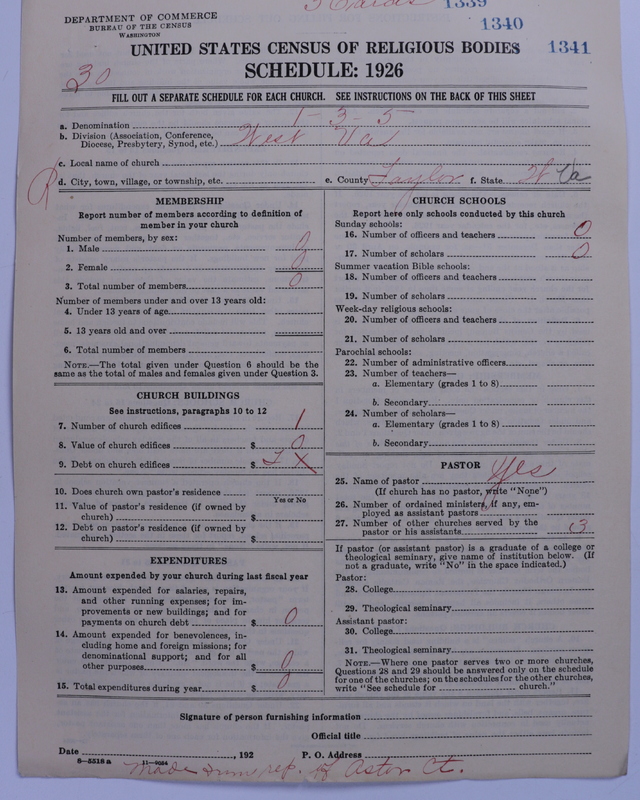 3 Cards 1339
DEPARTMENT OF COMMERCE
BUREAU OF THE CENSUS
WASHINGTON
1340
UNITED STATES CENSUS OF RELIGIOUS BODIES 1341
SCHEDULE: 1926
30
FILL OUT A SEPARATE SCHEDULE FOR EACH CHURCH. SEE INSTRUCTIONS ON THE BACK OF THIS SHEET
a. Denomination 1-3-5
b. Division (Association, Conference, Diocese, Presbytery, Synod, etc.) West Va
c. Local name of church
d. City, town, village, or township, etc. e. County Taylor f. State W Va
MEMBERSHIP
Report number of members according to definition of
member in your church
Number of members, by sex:
1. Male 0
2. Female 0
3. Total number of members 0
Number of members under and over 13 years old:
4. Under 13 years of age
5. 13 years old and over
6. Total number of members
NOTE.—The total given under Question 6 should be
same as the total of males and females given under Question 3.
CHURCH BUILDINGS
See instructions, paragraphs 10 to 12
7. Number of church edifices 1
8. Value of church edifices $ 0
9. Debt on church edifices $ X
10. Does church own pastor's residence
Yes or No
11. Value of pastor's residence (if owned by
church) $
12. Debt on pastor's residence (if owned by
church) $
EXPENDITURES
Amount expended by your church during last fiscal year
13. Amount expended for salaries, repairs,
and other running expenses; for im-
provements or new buildings; and for
payments on church debt $ 0
14. Amount expended for benevolences, in-
cluding home and foreign missions; for
denominational support; and for all
other purposes $ 0
15. Total expenditures during year $ 0
CHURCH SCHOOLS
Report here only schools conducted by this church
Sunday schools:
16. Number of officers and teachers 0
17. Number of scholars 0
Summer vacation Bible schools:
18. Number of officers and teachers
19. Number of scholars
Week-day religious schools:
20. Number of officers and teachers
21. Number of scholars
Parochial schools:
22. Number of administrative officers
23. Number of teachers—
a. Elementary (grades 1 to 8)
b. Secondary
24. Number of scholars—
a. Elementary (grades 1 to 8)
b. Secondary
PASTOR
25. Name of pastor Yes
(If church has no pastor, write "None")
26. Number of ordained ministers, if any, em-
ployed as assistant pastors
27. Number of other churches served by the
pastor or his assistants 3
If pastor (or assistant pastor) is a graduate of a college or
theological seminary, give name of institution below. (If
not a graduate, write "No" in the space indicated.)
Pastor:
28. College
29. Theological seminary
Assistant pastor:
30. College
31. Theological seminary
NOTE.—Where one pastor serves two or more churches,
Questions 28 and 29 should be answered only on the schedule
for one of the churches; on the schedules for the other churches,
write "See schedule for church."
Signature of person furnishing information
Official title
Date , 192 P. O. Address
8—5518a 11—9064
Made from rep. of Aston Ct.